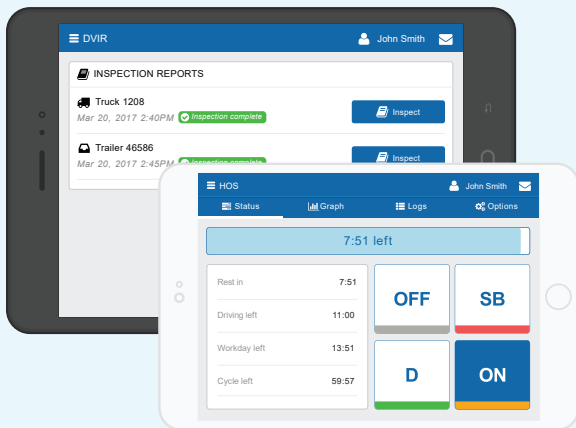 DVIR
John Smith
INSPECTION REPORTS
Truck 1208
Mar 20, 2017 2:40PM Inspection complete
Inspect
Trailer 46586
Mar 20, 2017 2:45PM Inspection complete
Inspect
HOS
John Smith
Status Graph Logs Options
7:51 left
Rest in 7:51
Driving left 11:00
Workday left 13:51
Cycle left 59:57
OFF SB
D ON